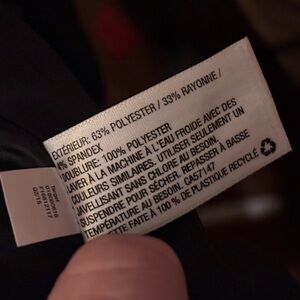 EXTÉRIEUR: 63% POLYESTER / 33% RAYONNE /
4% SPANDEX
DOUBLURE: 100% POLYESTER
LAVER À LA MACHINE À L'EAU FROIDE AVEC DES
COULEURS SIMILAIRES. UTILISER SEULEMENT UN
JAVELLISANT SANS CHLORE AU BESOIN.
SUSPENDRE POUR SÉCHER. REPASSER À BASSE
TEMPÉRATURE AU BESOIN. CAS7/147
FAITE À 100 % DE PLASTIQUE RECYCLÉ